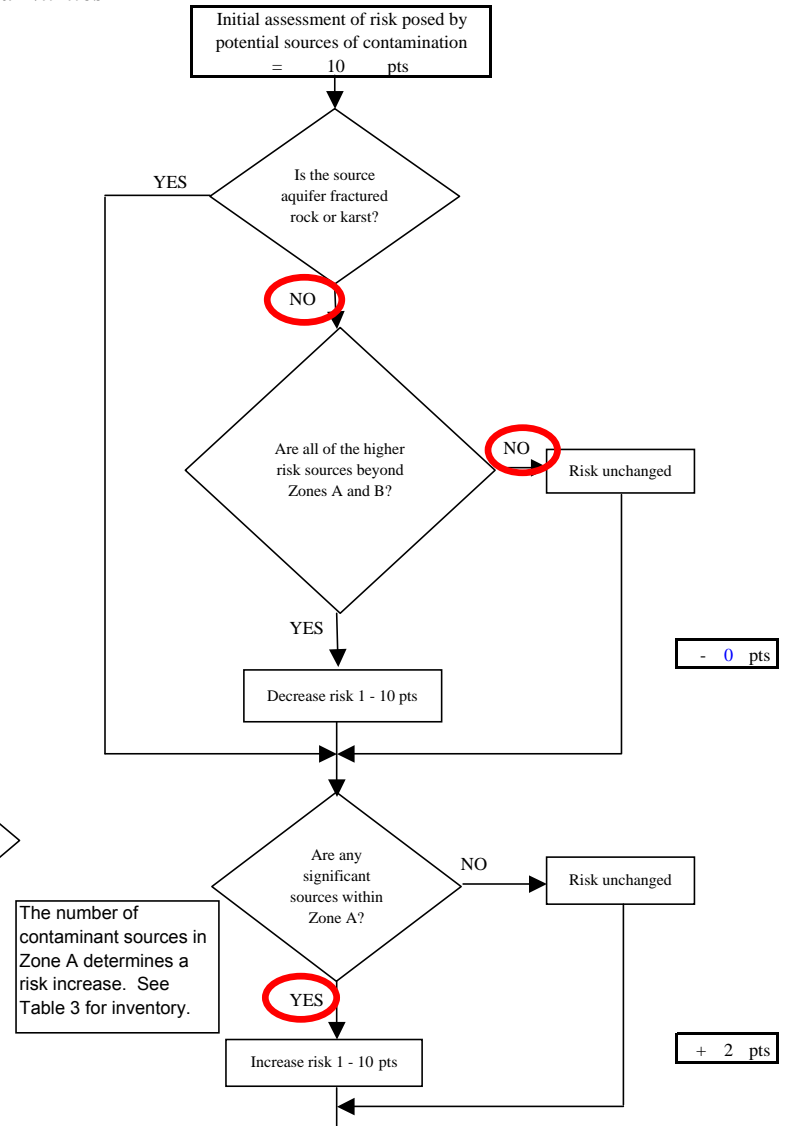 Initial assessment of risk posed by
potential sources of contamination
= 10 pts
Is the source
aquifer fractured
rock or karst?
YES
NO
Are all of the higher
risk sources beyond
Zones A and B?
NO
Risk unchanged
YES
- 0 pts
Decrease risk 1 - 10 pts
Are any
significant
sources within
Zone A?
NO
Risk unchanged
The number of
contaminant sources in
Zone A determines a
risk increase. See
Table 3 for inventory.
YES
+ 2 pts
Increase risk 1 - 10 pts